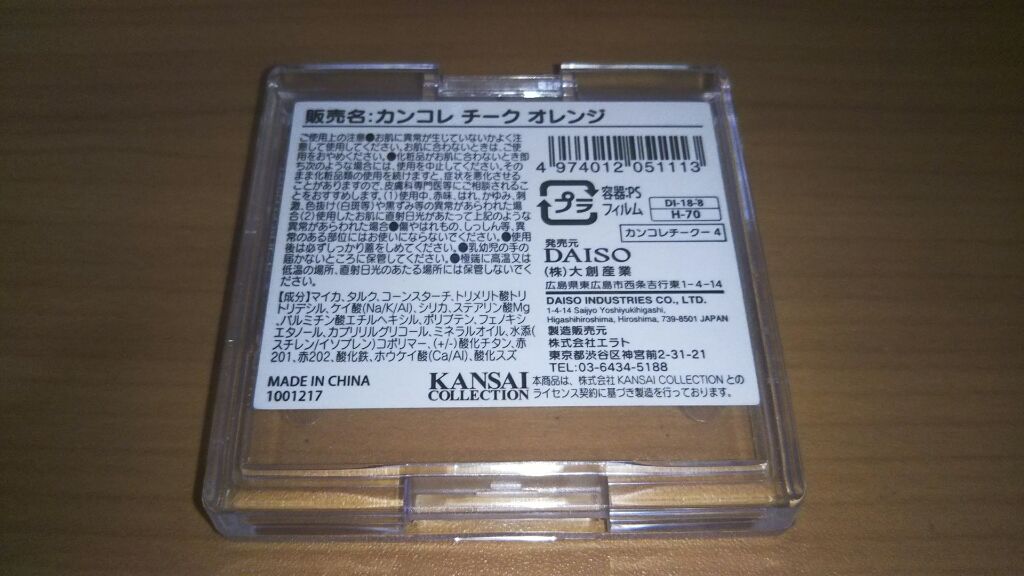 販売名:カンコレ チーク オレンジ
ご使用上の注意●お肌に異常が生じていないかよく注
意して使用してください。お肌に合わないときは、ご使
用をおやめください。●化粧品がお肌に合わない時即
ち次のような場合には、使用を中止してください。その
まま化粧品類の使用を続けますと、症状を悪化させる
ことがありますので、皮膚科専門医等にご相談されるこ
とをおすすめします。(1)使用中、赤味、はれ、かゆみ、刺
激、色抜け(白斑等)や黒ずみ等の異常があらわれた場
合(2)使用したお肌に直射日光があたって上記のような
異常があらわれた場合●傷やはれもの、しっしん等、異
常のある部位にはお使いにならないでください。●使用
後は必ずしっかり蓋をしめてください。●乳幼児の手の
届かないところに保管してください。●極端に高温又は
低温の場所、直射日光のあたる場所には保管しないでく
ださい。
【成分】マイカ、タルク、コーンスターチ、トリメリト酸トリ
トリデシル、ケイ酸(Na/K/Al)、シリカ、ステアリン酸Mg
、パルミチン酸エチルヘキシル、ポリブテン、フェノキシ
エタノール、カプリリルグリコール、ミネラルオイル、水添(
スチレン/イソプレン)コポリマー、(+/-)酸化チタン、赤
201、赤202、酸化鉄、ホウケイ酸(Ca/Al)、酸化スズ
MADE IN CHINA
1001217
4 974012 051113
プラ
容器:PS
フィルム
DI-18-8
H-70
カンコレチークー4
発売元
DAISO
(株)大創産業
広島県東広島市西条吉行東1-4-14
DAISO INDUSTRIES CO., LTD.
1-4-14 Saijyo Yoshiyukihigashi,
Higashihiroshima, Hiroshima, 739-8501 JAPAN
製造販売元
株式会社エラト
東京都渋谷区神宮前2-31-21
TEL:03-6434-5188
KANSAI
COLLECTION
本商品は、株式会社 KANSAI COLLECTION との
ライセンス契約に基づき製造を行っております。